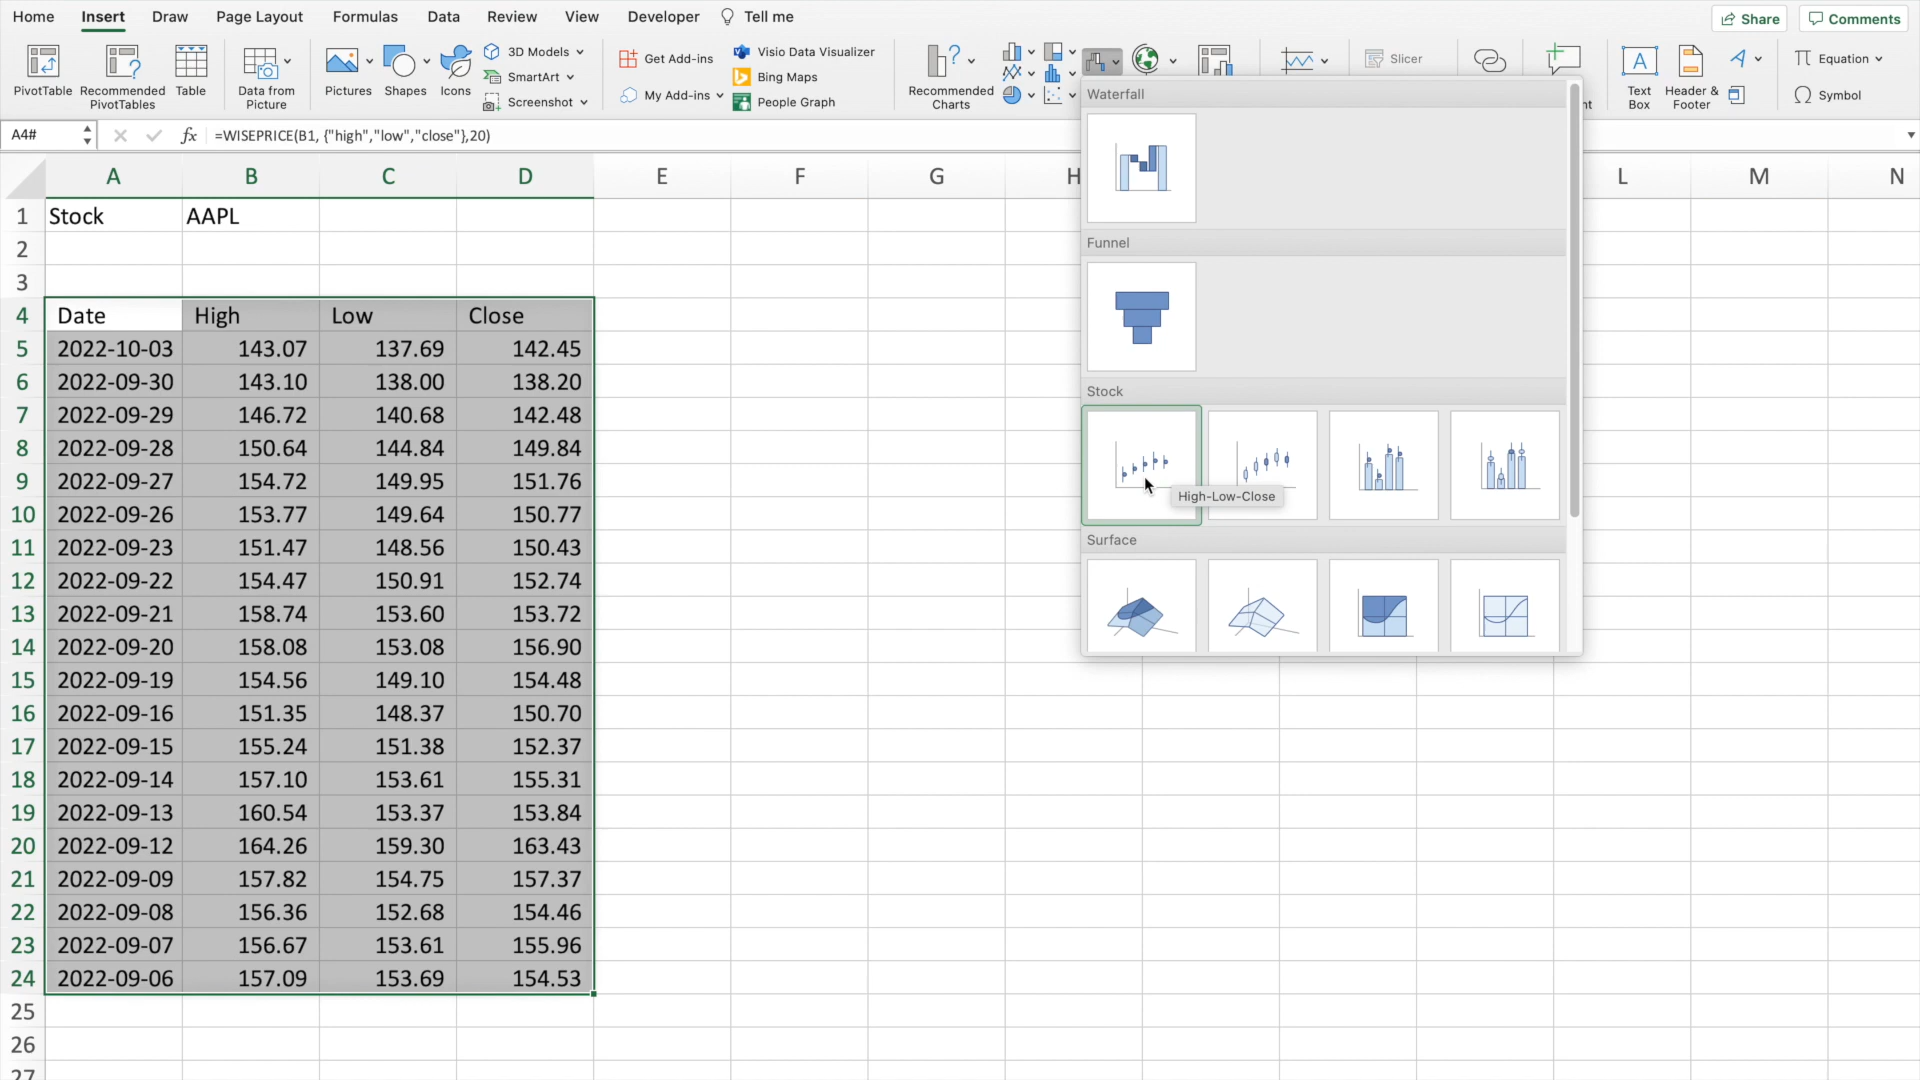 Home Insert Draw Page Layout Formulas Data Review View Developer Tell me Share Comments
PivotTable Recommended PivotTables Table Data from Picture Pictures Shapes Icons 3D Models SmartArt Screenshot Get Add-ins My Add-ins Visio Data Visualizer Bing Maps People Graph Recommended Charts Slicer Text Box Header & Footer Equation Symbol
A4# fx =WISEPRICE(B1, {"high","low","close"},20)
A B C D E F G H L M N
1 Stock AAPL
2
3
4 Date High Low Close
5 2022-10-03 143.07 137.69 142.45
6 2022-09-30 143.10 138.00 138.20
7 2022-09-29 146.72 140.68 142.48
8 2022-09-28 150.64 144.84 149.84
9 2022-09-27 154.72 149.95 151.76
10 2022-09-26 153.77 149.64 150.77
11 2022-09-23 151.47 148.56 150.43
12 2022-09-22 154.47 150.91 152.74
13 2022-09-21 158.74 153.60 153.72
14 2022-09-20 158.08 153.08 156.90
15 2022-09-19 154.56 149.10 154.48
16 2022-09-16 151.35 148.37 150.70
17 2022-09-15 155.24 151.38 152.37
18 2022-09-14 157.10 153.61 155.31
19 2022-09-13 160.54 153.37 153.84
20 2022-09-12 164.26 159.30 163.43
21 2022-09-09 157.82 154.75 157.37
22 2022-09-08 156.36 152.68 154.46
23 2022-09-07 156.67 153.61 155.96
24 2022-09-06 157.09 153.69 154.53
25
26
27
Waterfall
Funnel
Stock
High-Low-Close
Surface